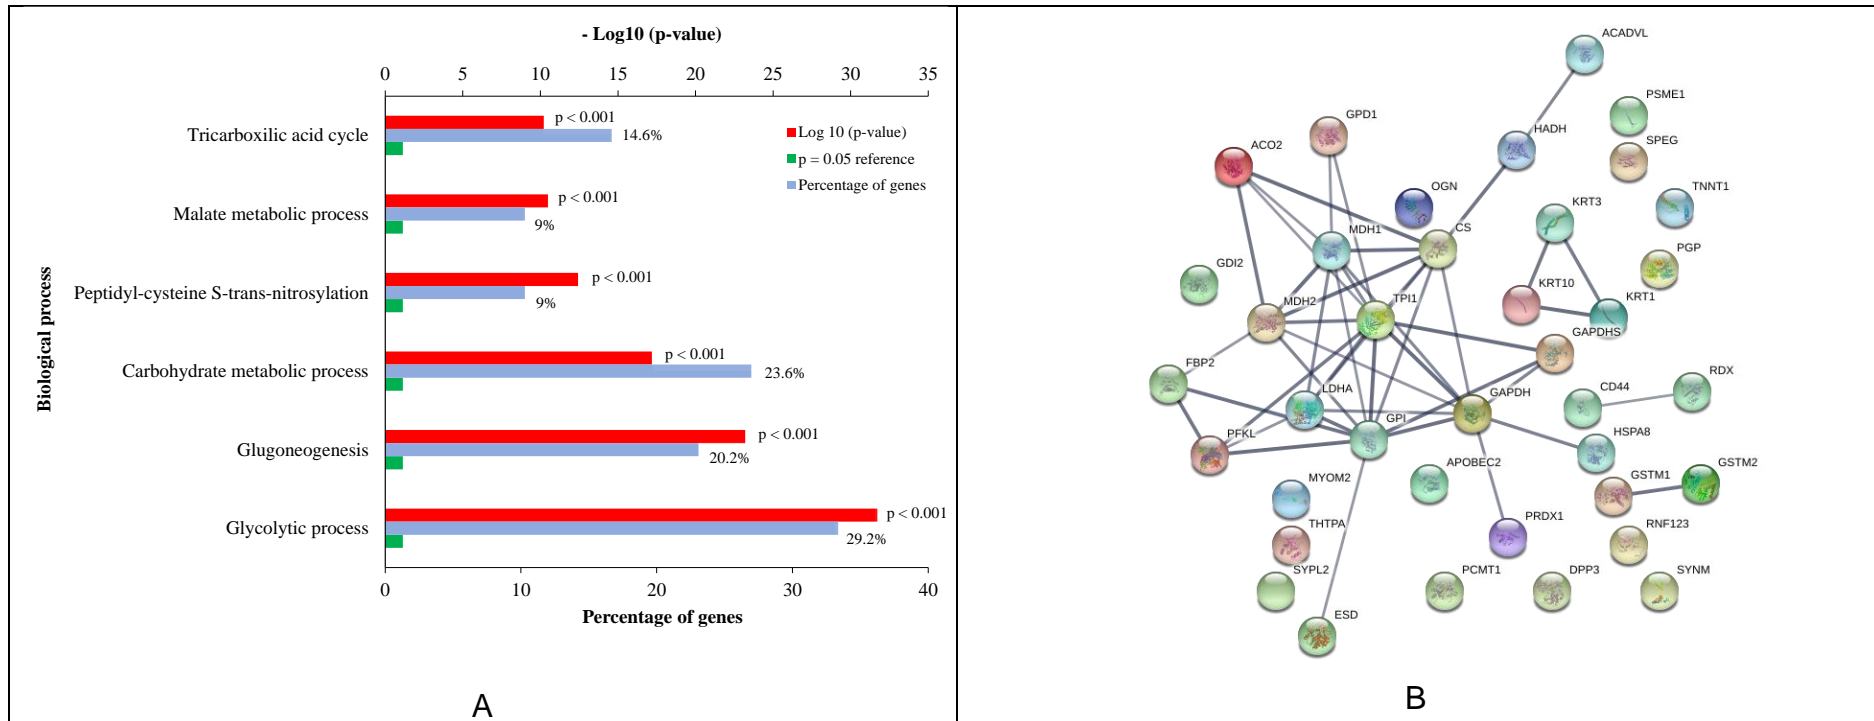 - Log10 (p-value)
0 5 10 15 20 25 30 35
Tricarboxilic acid cycle
p < 0.001
14.6%
Malate metabolic process
p < 0.001
9%
Peptidyl-cysteine S-trans-nitrosylation
p < 0.001
9%
Carbohydrate metabolic process
p < 0.001
23.6%
Glugoneogenesis
p < 0.001
20.2%
Glycolytic process
p < 0.001
29.2%
Log 10 (p-value)
p = 0.05 reference
Percentage of genes
Biological process
0 10 20 30 40
Percentage of genes
A
ACADVL
PSME1
GPD1
HADH
SPEG
ACO2
OGN
TNNT1
KRT3
MDH1
CS
PGP
GDI2
KRT10
KRT1
MDH2
TPI1
GAPDHS
FBP2
RDX
CD44
LDHA
GAPDH
GPI
PFKL
HSPA8
APOBEC2
GSTM1
GSTM2
MYOM2
PRDX1
RNF123
THTPA
SYPL2
PCMT1
DPP3
SYNM
ESD
B